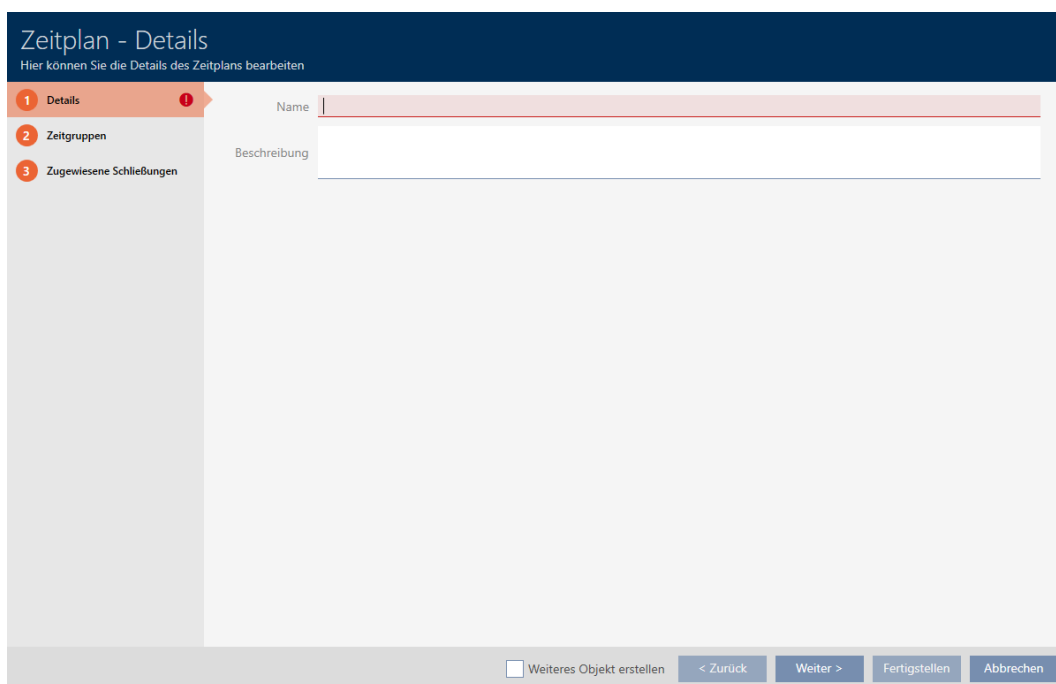 Zeitplan - Details
Hier können Sie die Details des Zeitplans bearbeiten
1 Details !
2 Zeitgruppen
3 Zugewiesene Schließungen
Name
Beschreibung
Weiteres Objekt erstellen < Zurück Weiter > Fertigstellen Abbrechen